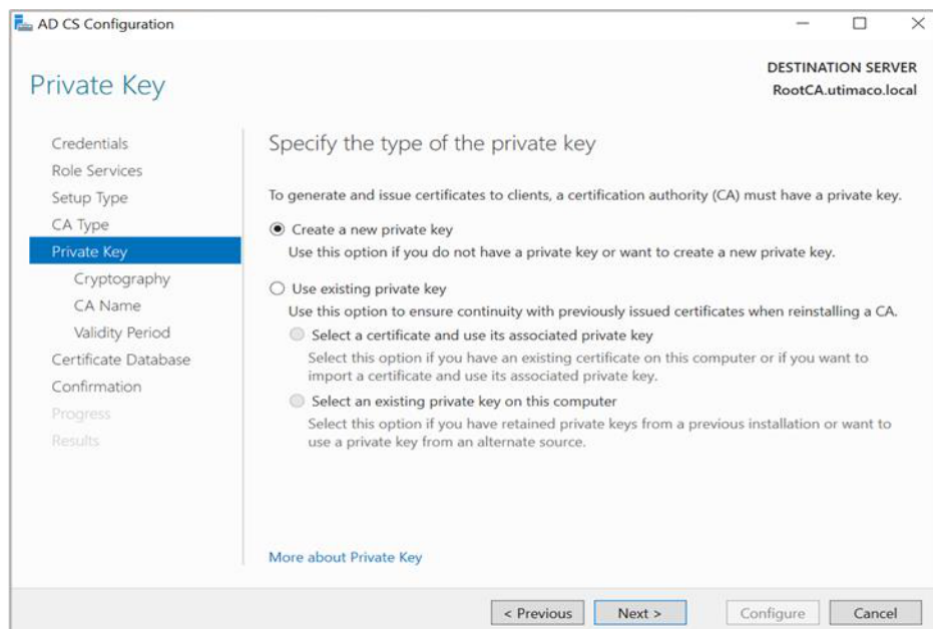 AD CS Configuration
DESTINATION SERVER
RootCA.utimaco.local
Private Key
Credentials
Role Services
Setup Type
CA Type
Private Key
Cryptography
CA Name
Validity Period
Certificate Database
Confirmation
Progress
Results
Specify the type of the private key
To generate and issue certificates to clients, a certification authority (CA) must have a private key.
Create a new private key
Use this option if you do not have a private key or want to create a new private key.
Use existing private key
Use this option to ensure continuity with previously issued certificates when reinstalling a CA.
Select a certificate and use its associated private key
Select this option if you have an existing certificate on this computer or if you want to
import a certificate and use its associated private key.
Select an existing private key on this computer
Select this option if you have retained private keys from a previous installation or want to
use a private key from an alternate source.
More about Private Key
< Previous
Next >
Configure
Cancel